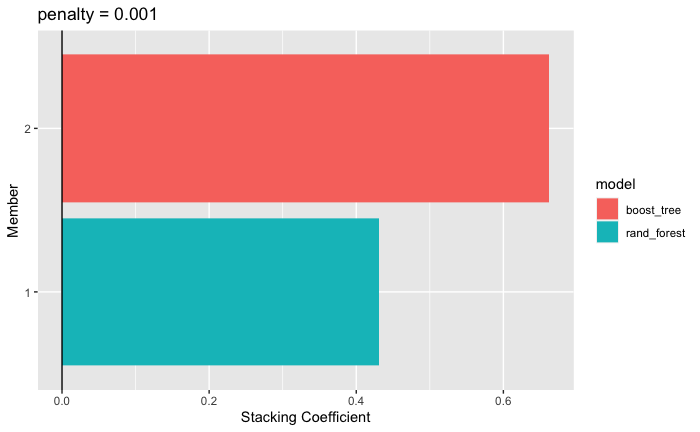 penalty = 0.001
Member
2
1
0.0 0.2 0.4 0.6
Stacking Coefficient
model
boost_tree
rand_forest